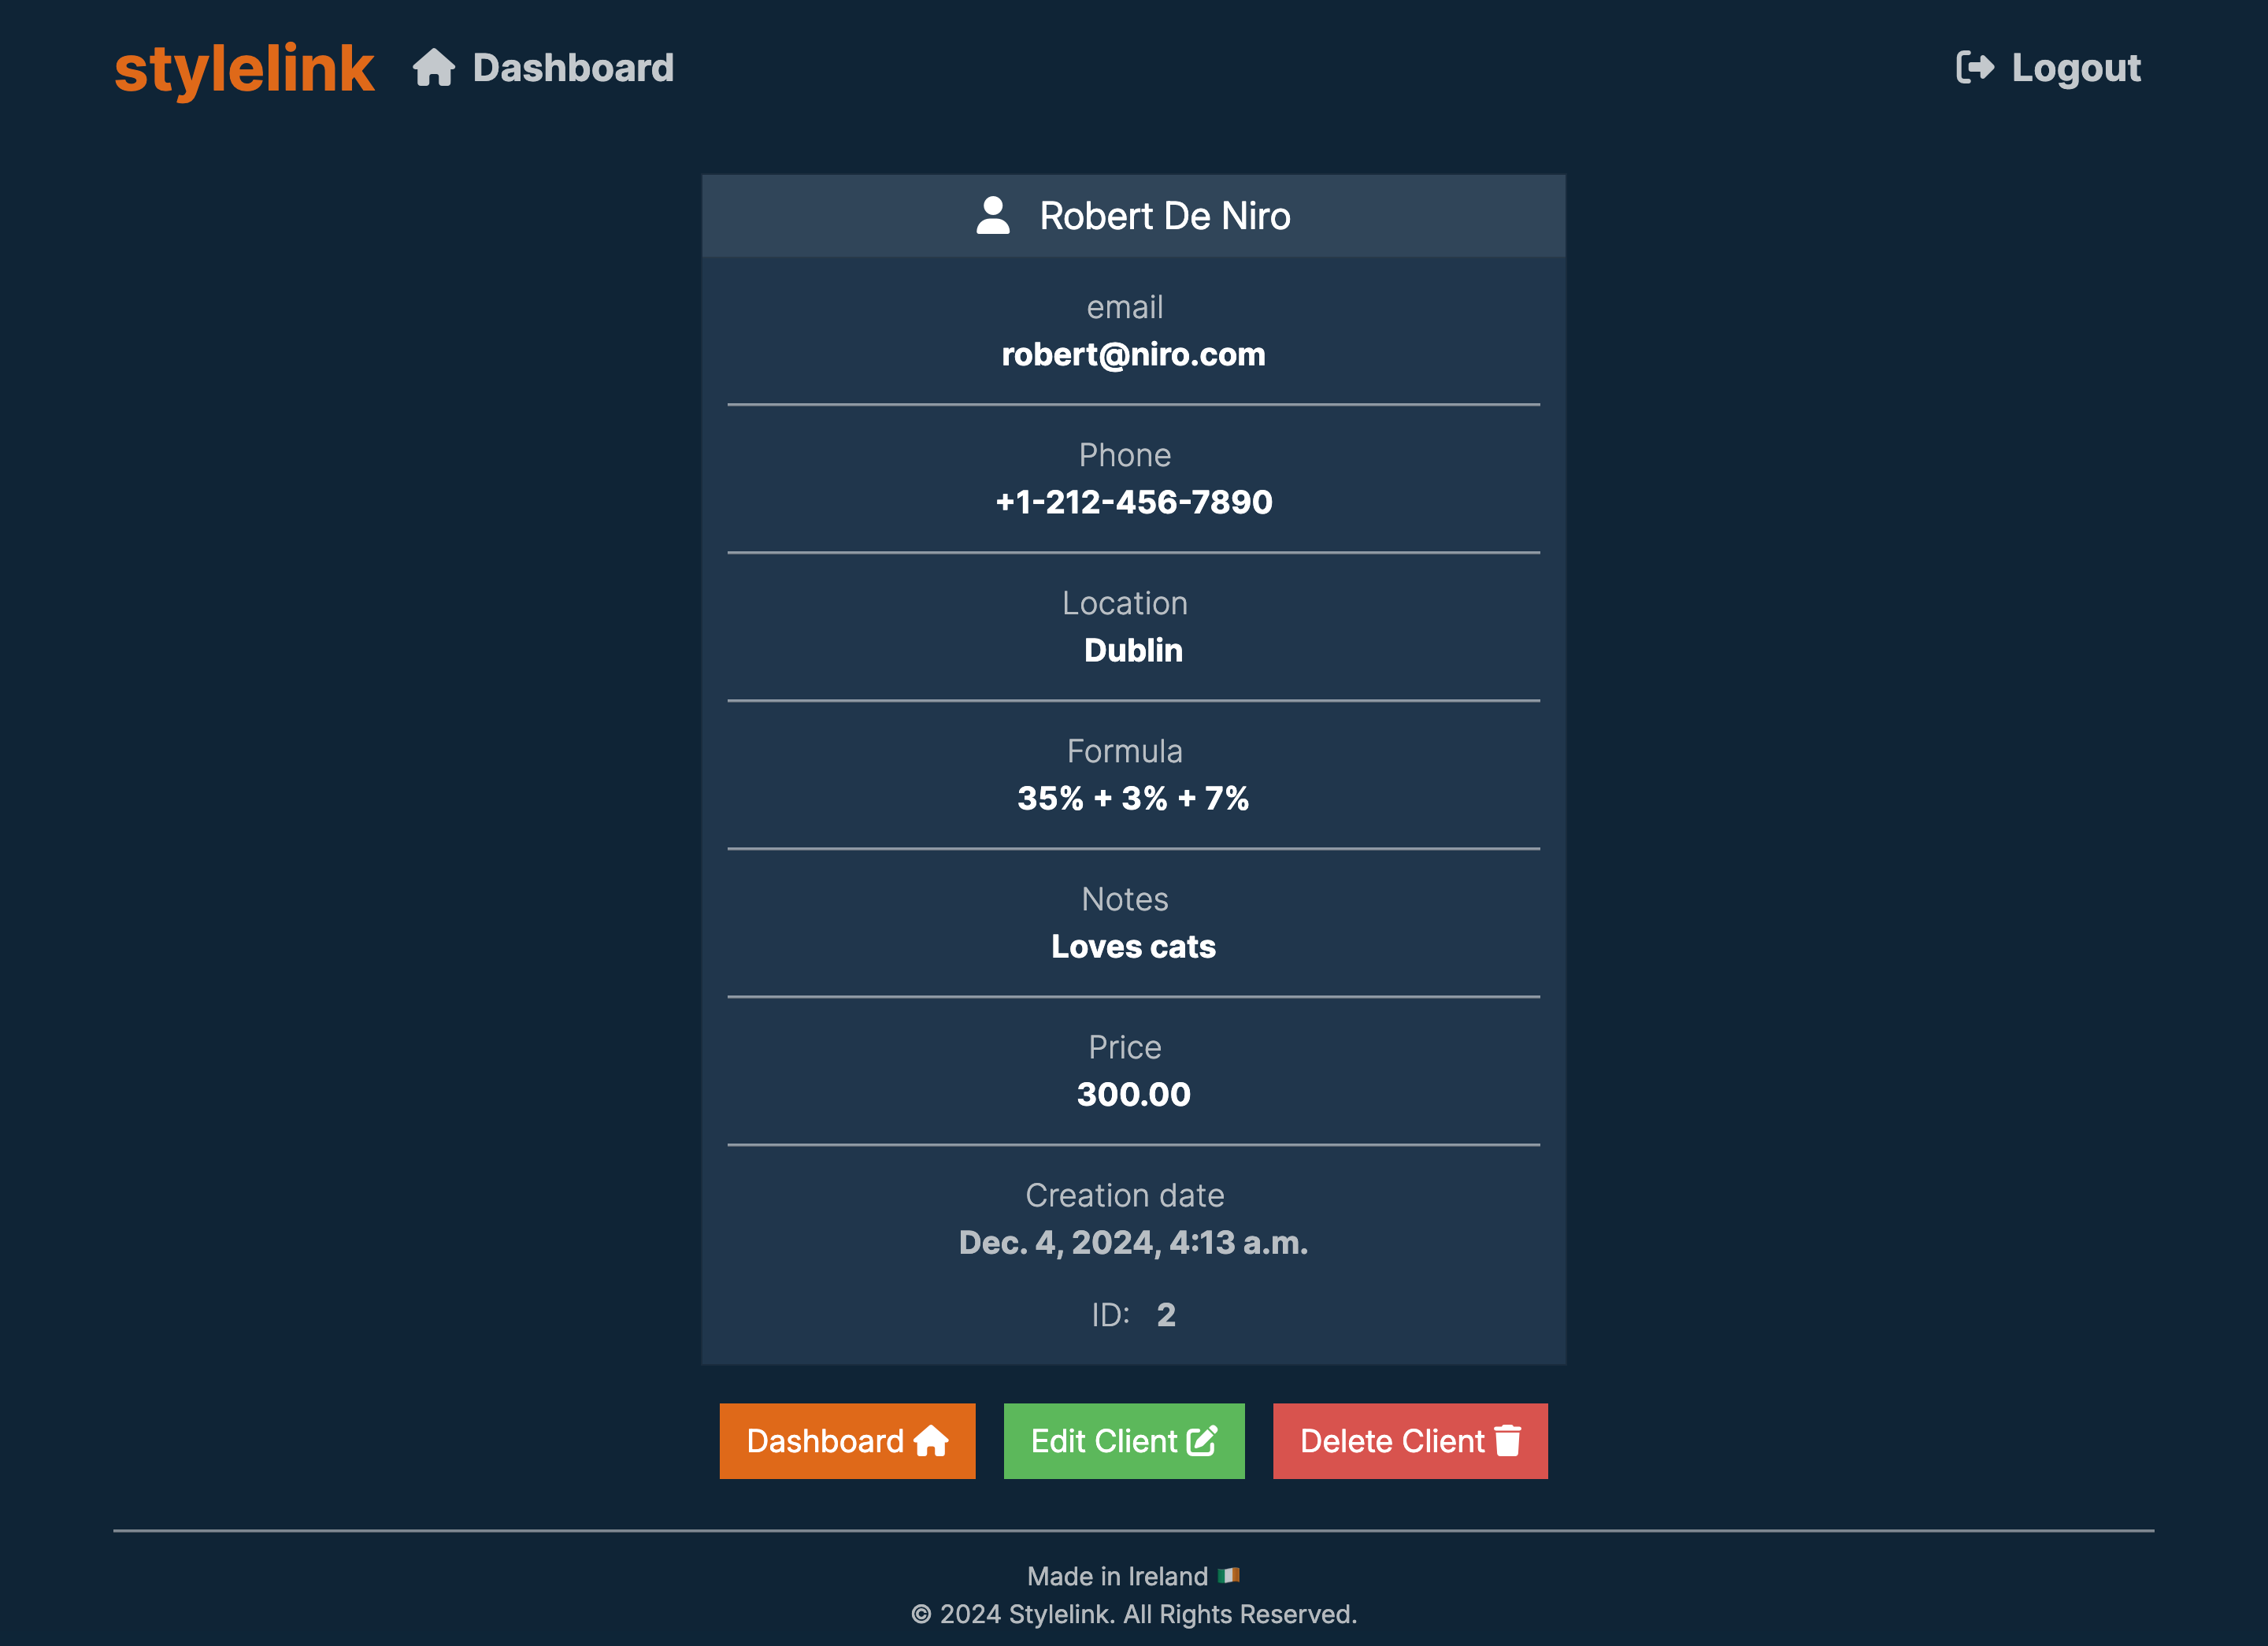 stylelink Dashboard Logout
Robert De Niro
email
robert@niro.com
Phone
+1-212-456-7890
Location
Dublin
Formula
35% + 3% + 7%
Notes
Loves cats
Price
300.00
Creation date
Dec. 4, 2024, 4:13 a.m.
ID: 2
Dashboard Edit Client Delete Client
Made in Ireland 🇮🇪
© 2024 Stylelink. All Rights Reserved.